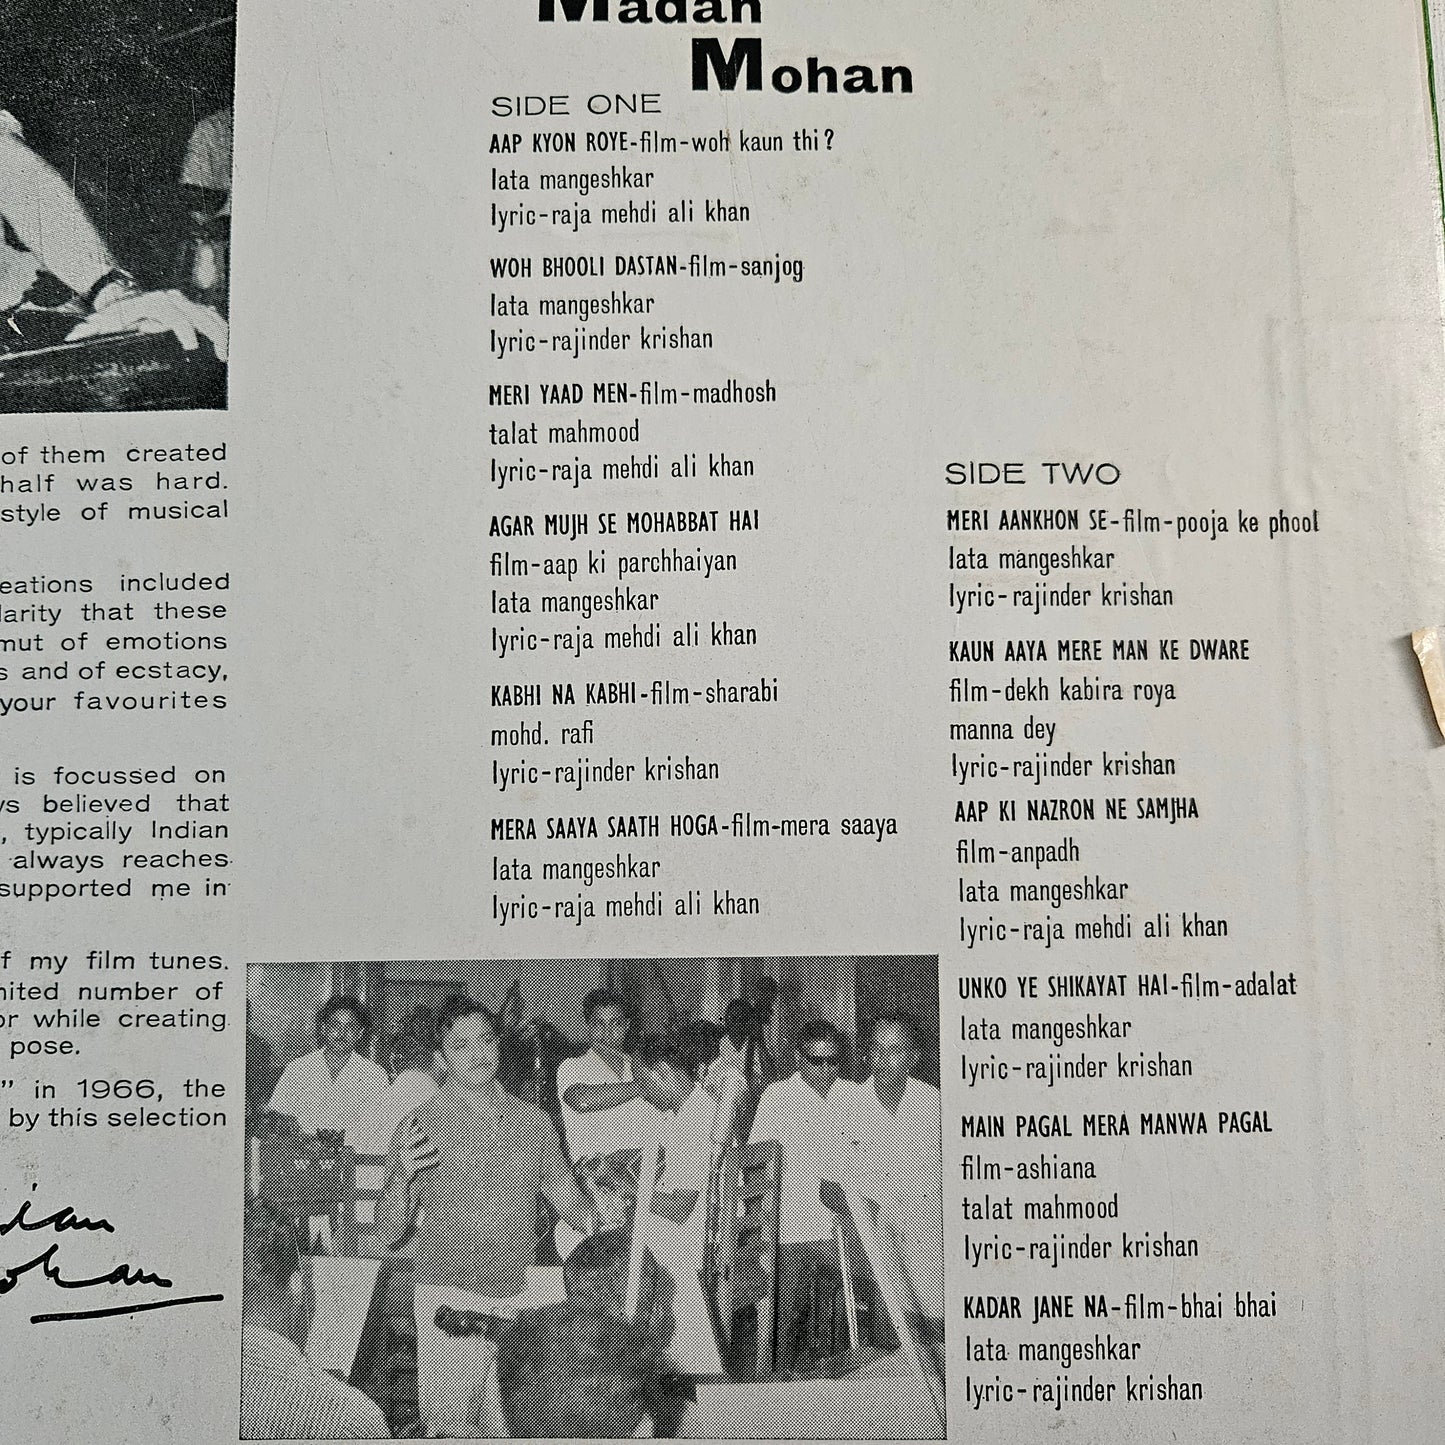 Madan
Mohan
SIDE ONE
AAP KYON ROYE-film-woh kaun thi?
lata mangeshkar
lyric-raja mehdi ali khan
WOH BHOOLI DASTAN-film-sanjog
lata mangeshkar
lyric-rajinder krishan
MERI YAAD MEN-film-madhosh
talat mahmood
lyric-raja mehdi ali khan
AGAR MUJH SE MOHABBAT HAI
film-aap ki parchhaiyan
lata mangeshkar
lyric-raja mehdi ali khan
KABHI NA KABHI-film-sharabi
mohd. rafi
lyric-rajinder krishan
MERA SAAYA SAATH HOGA-film-mera saaya
lata mangeshkar
lyric-raja mehdi ali khan
SIDE TWO
MERI AANKHON SE-film-pooja ke phool
lata mangeshkar
lyric-rajinder krishan
KAUN AAYA MERE MAN KE DWARE
film-dekh kabira roya
manna dey
lyric-rajinder krishan
AAP KI NAZRON NE SAMJHA
film-anpadh
lata mangeshkar
lyric-raja mehdi ali khan
UNKO YE SHIKAYAT HAI-film-adalat
lata mangeshkar
lyric-rajinder krishan
MAIN PAGAL MERA MANWA PAGAL
film-ashiana
talat mahmood
lyric-rajinder krishan
KADAR JANE NA-film-bhai bhai
lata mangeshkar
lyric-rajinder krishan
of them created
half was hard.
style of musical
eations included
larity that these
mut of emotions
s and of ecstacy,
your favourites
is focussed on
ys believed that
, typically Indian
always reaches
supported me in
f my film tunes.
nited number of
or while creating
pose.
" in 1966, the
by this selection